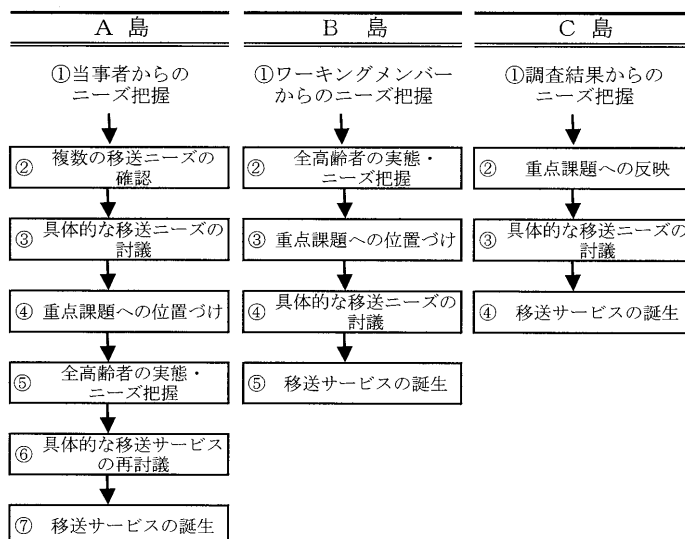 A 島
①当事者からの
ニーズ把握
② 複数の移送ニーズの
確認
③ 具体的な移送ニーズの
討議
④ 重点課題への位置づけ
⑤ 全高齢者の実態・
ニーズ把握
⑥ 具体的な移送サービス
の再討議
⑦ 移送サービスの誕生
B 島
①ワーキングメンバー
からのニーズ把握
② 全高齢者の実態・
ニーズ把握
③ 重点課題への位置づけ
④ 具体的な移送ニーズの
討議
⑤ 移送サービスの誕生
C 島
①調査結果からの
ニーズ把握
② 重点課題への反映
③ 具体的な移送ニーズの
討議
④ 移送サービスの誕生